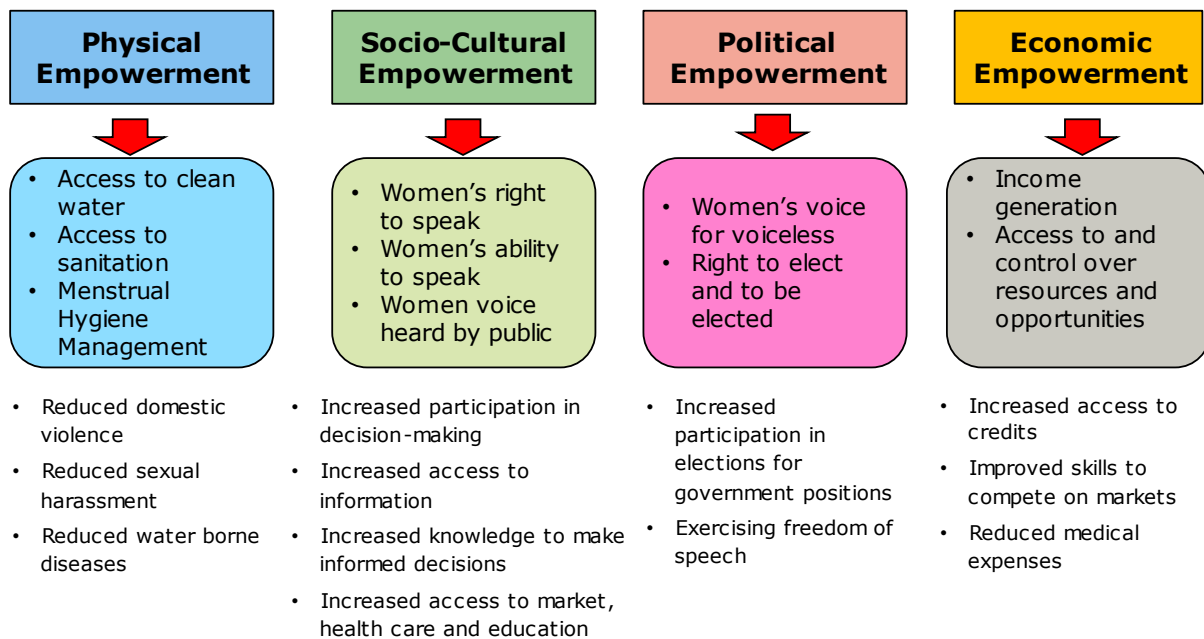 Physical
Empowerment
Socio-Cultural
Empowerment
Political
Empowerment
Economic
Empowerment
• Access to clean
water
• Access to
sanitation
• Menstrual
Hygiene
Management
• Women’s right
to speak
• Women’s ability
to speak
• Women voice
heard by public
• Women’s voice
for voiceless
• Right to elect
and to be
elected
• Income
generation
• Access to and
control over
resources and
opportunities
• Reduced domestic
violence
• Reduced sexual
harassment
• Reduced water borne
diseases
• Increased participation in
decision-making
• Increased access to
information
• Increased knowledge to make
informed decisions
• Increased access to market,
health care and education
• Increased
participation in
elections for
government positions
• Exercising freedom of
speech
• Increased access to
credits
• Improved skills to
compete on markets
• Reduced medical
expenses